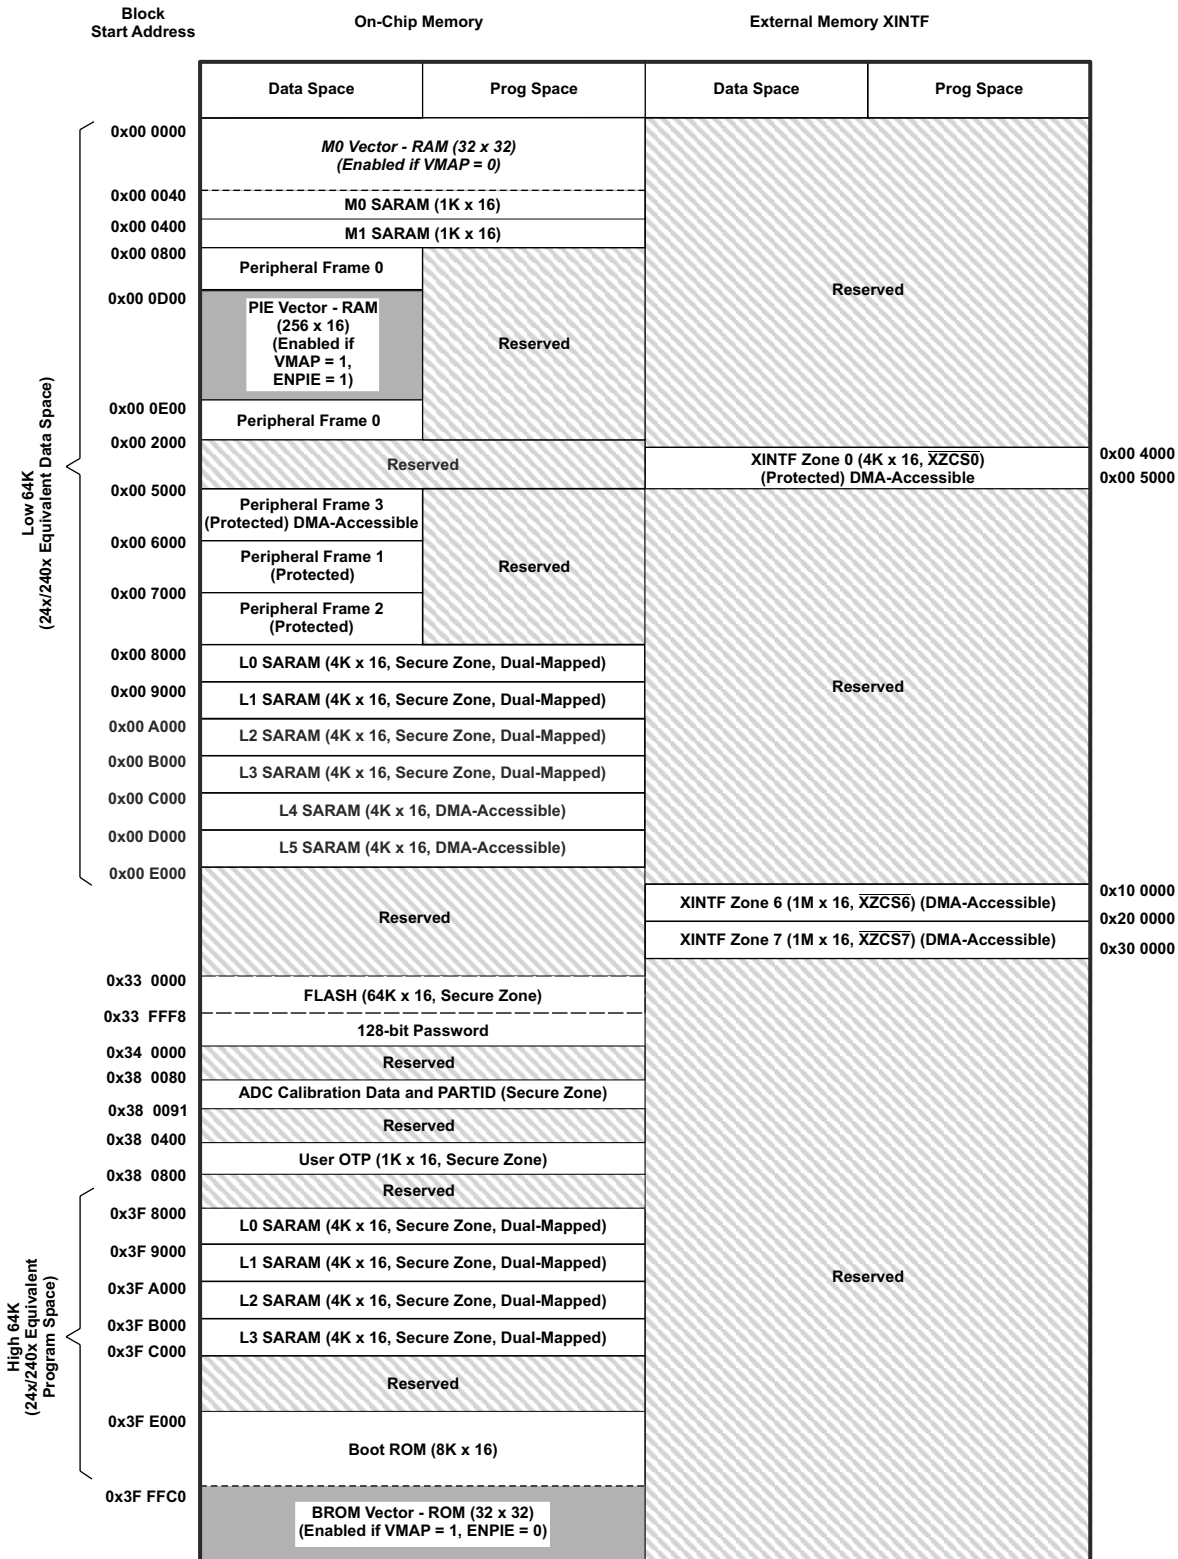 Block
Start Address
On-Chip Memory
External Memory XINTF
Data Space
Prog Space
Data Space
Prog Space
0x00 0000
M0 Vector - RAM (32 x 32)
(Enabled if VMAP = 0)
0x00 0040
M0 SARAM (1K x 16)
0x00 0400
M1 SARAM (1K x 16)
0x00 0800
Peripheral Frame 0
Reserved
0x00 0D00
PIE Vector - RAM
(256 x 16)
(Enabled if
VMAP = 1,
ENPIE = 1)
Reserved
0x00 0E00
Peripheral Frame 0
0x00 2000
Reserved
XINTF Zone 0 (4K x 16, XZCS0)
(Protected) DMA-Accessible
0x00 4000
0x00 5000
Low 64K
(24x/240x Equivalent Data Space)
0x00 5000
Peripheral Frame 3
(Protected) DMA-Accessible
0x00 6000
Peripheral Frame 1
(Protected)
Reserved
0x00 7000
Peripheral Frame 2
(Protected)
0x00 8000
L0 SARAM (4K x 16, Secure Zone, Dual-Mapped)
0x00 9000
L1 SARAM (4K x 16, Secure Zone, Dual-Mapped)
Reserved
0x00 A000
L2 SARAM (4K x 16, Secure Zone, Dual-Mapped)
0x00 B000
L3 SARAM (4K x 16, Secure Zone, Dual-Mapped)
0x00 C000
L4 SARAM (4K x 16, DMA-Accessible)
0x00 D000
L5 SARAM (4K x 16, DMA-Accessible)
0x00 E000
Reserved
XINTF Zone 6 (1M x 16, XZCS6) (DMA-Accessible)
0x10 0000
0x20 0000
XINTF Zone 7 (1M x 16, XZCS7) (DMA-Accessible)
0x30 0000
0x33 0000
FLASH (64K x 16, Secure Zone)
0x33 FFF8
128-bit Password
0x34 0000
Reserved
0x38 0080
ADC Calibration Data and PARTID (Secure Zone)
0x38 0091
Reserved
0x38 0400
User OTP (1K x 16, Secure Zone)
0x38 0800
Reserved
0x3F 8000
L0 SARAM (4K x 16, Secure Zone, Dual-Mapped)
0x3F 9000
L1 SARAM (4K x 16, Secure Zone, Dual-Mapped)
Reserved
0x3F A000
L2 SARAM (4K x 16, Secure Zone, Dual-Mapped)
0x3F B000
L3 SARAM (4K x 16, Secure Zone, Dual-Mapped)
0x3F C000
High 64K
(24x/240x Equivalent
Program Space)
Reserved
0x3F E000
Boot ROM (8K x 16)
0x3F FFC0
BROM Vector - ROM (32 x 32)
(Enabled if VMAP = 1, ENPIE = 0)